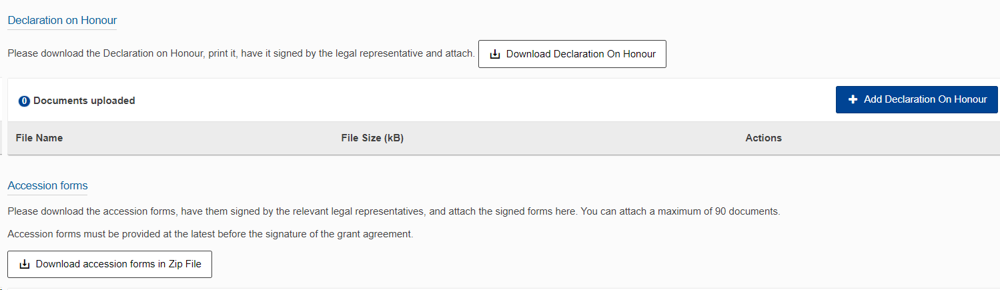 Declaration on Honour
Please download the Declaration on Honour, print it, have it signed by the legal representative and attach. Download Declaration On Honour
0 Documents uploaded Add Declaration On Honour
File Name File Size (kB) Actions
Accession forms
Please download the accession forms, have them signed by the relevant legal representatives, and attach the signed forms here. You can attach a maximum of 90 documents.
Accession forms must be provided at the latest before the signature of the grant agreement.
Download accession forms in Zip File